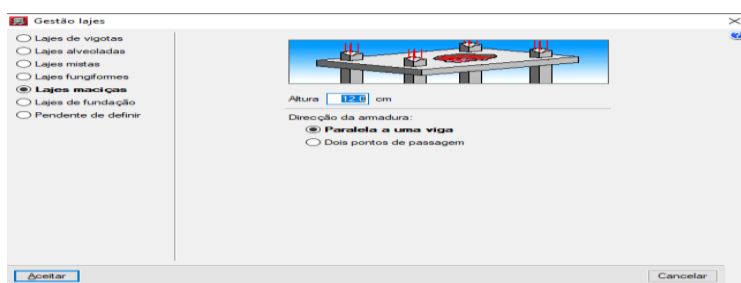 Gestão lajes
Lajes de vigotas
Lajes alveoladas
Lajes mistas
Lajes fungiformes
Lajes maciças
Lajes de fundação
Pendente de definir
Altura 12.0 cm
Direcção da armadura:
Paralela a uma viga
Dois pontos de passagem
Aceitar
Cancelar